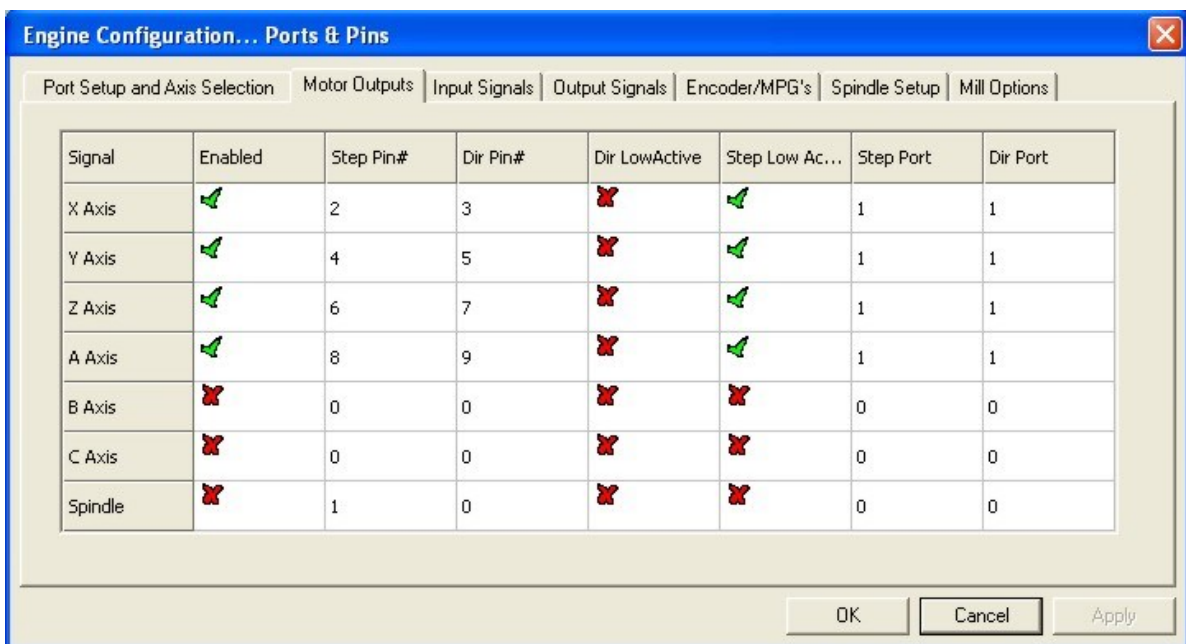 Engine Configuration... Ports & Pins
Port Setup and Axis Selection Motor Outputs Input Signals Output Signals Encoder/MPG's Spindle Setup Mill Options
Signal Enabled Step Pin# Dir Pin# Dir LowActive Step Low Ac... Step Port Dir Port
X Axis 2 3 1 1
Y Axis 4 5 1 1
Z Axis 6 7 1 1
A Axis 8 9 1 1
B Axis 0 0 0 0
C Axis 0 0 0 0
Spindle 1 0 0 0
OK Cancel Apply